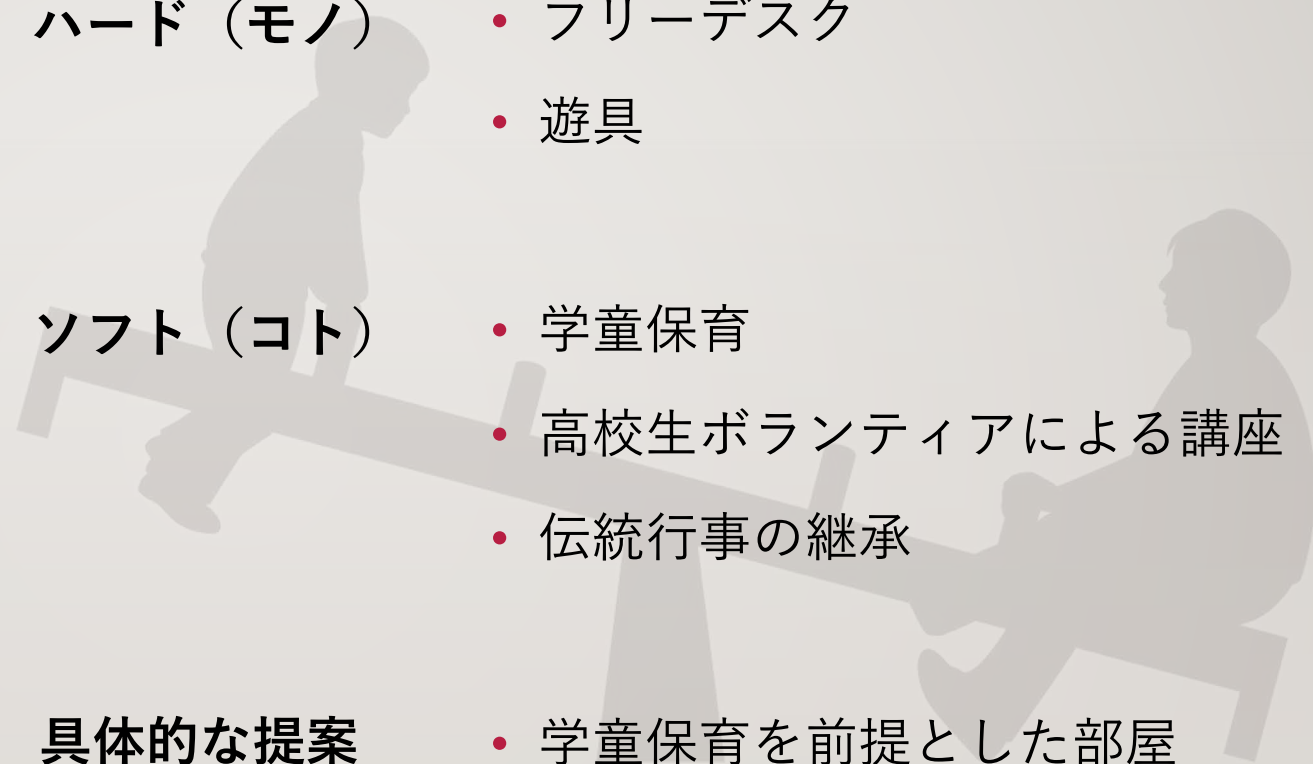 ハード（モノ） • フリーデスク
• 遊具
ソフト（コト） • 学童保育
• 高校生ボランティアによる講座
• 伝統行事の継承
具体的な提案 • 学童保育を前提とした部屋